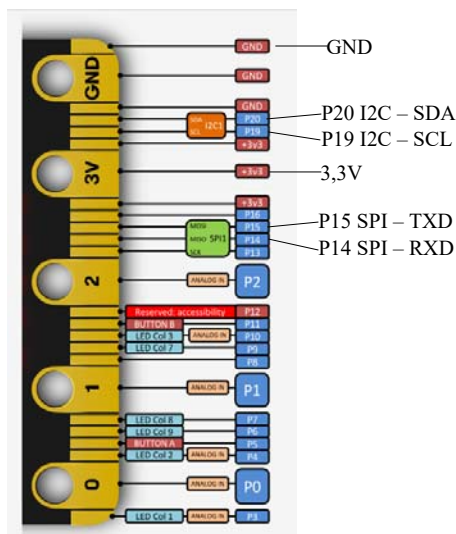 GND GND
GND
GND
GND
SDA I2C1 P20 P20 I2C – SDA
SCL P19 P19 I2C – SCL
+3v3
3V +3v3 3,3V
+3v3
P16
MOSI SPI1 P15 P15 SPI – TXD
MISO P14 P14 SPI – RXD
SCK P13
2 ANALOG IN P2
Reserved: accessibility P12
BUTTON B P11
LED Col 3 ANALOG IN P10
LED Col 7 P9
P8
1 ANALOG IN P1
LED Col 8 P7
LED Col 9 P6
BUTTON A P5
LED Col 2 ANALOG IN P4
0 ANALOG IN P0
LED Col 1 ANALOG IN P3